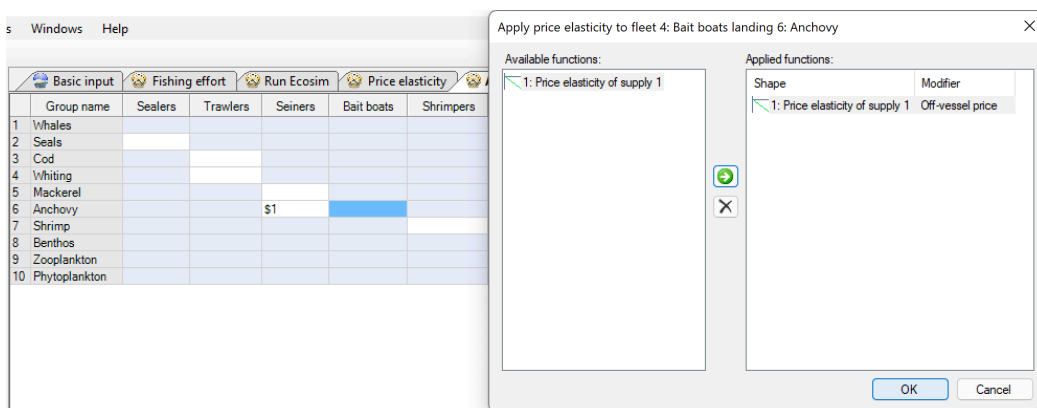 s Windows Help
Basic input Fishing effort Run Ecosim Price elasticity
Group name Sealers Trawlers Seiners Bait boats Shrimpers
1 Whales
2 Seals
3 Cod
4 Whiting
5 Mackerel
6 Anchovy $1
7 Shrimp
8 Benthos
9 Zooplankton
10 Phytoplankton
Apply price elasticity to fleet 4: Bait boats landing 6: Anchovy
Available functions:
1: Price elasticity of supply 1
Applied functions:
Shape Modifier
1: Price elasticity of supply 1 Off-vessel price
OK Cancel